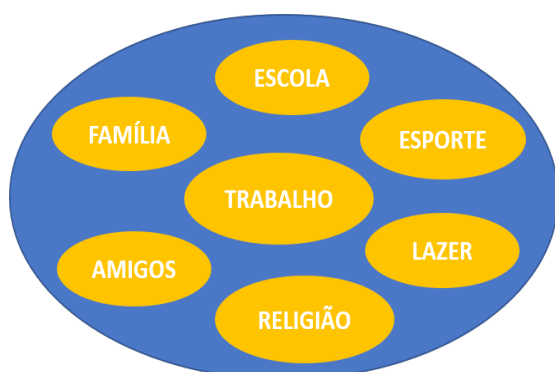 ESCOLA
FAMÍLIA
ESPORTE
TRABALHO
LAZER
AMIGOS
RELIGIÃO